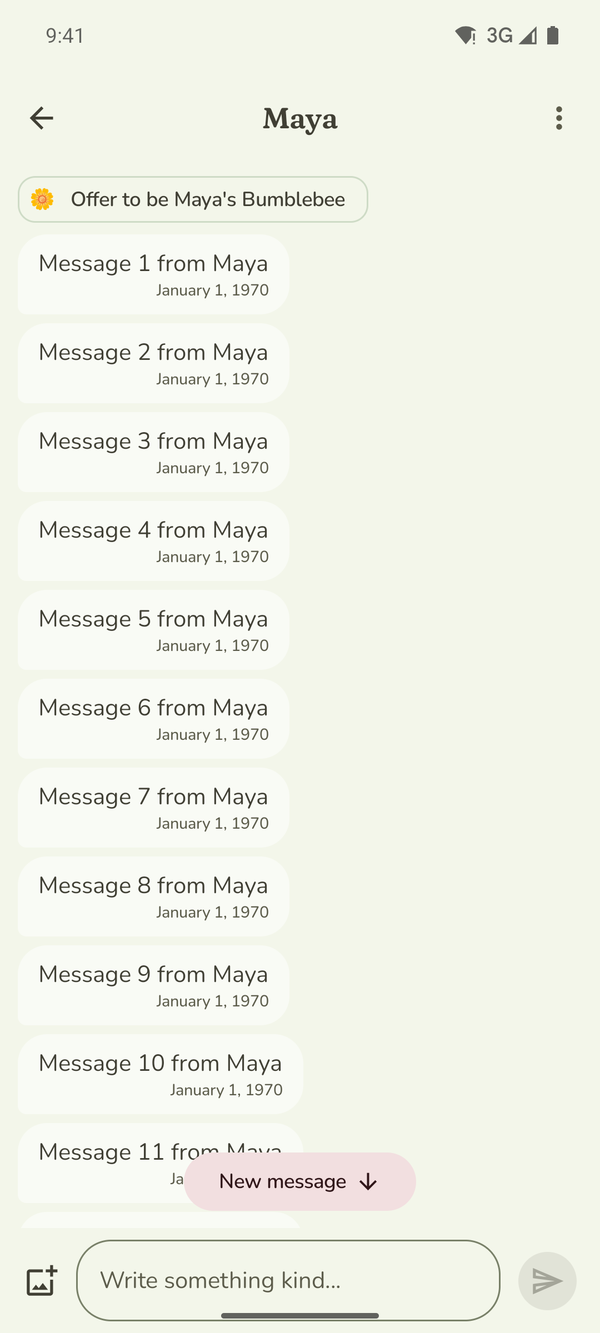 9:41
3G
Maya
Offer to be Maya's Bumblebee
Message 1 from Maya
January 1, 1970
Message 2 from Maya
January 1, 1970
Message 3 from Maya
January 1, 1970
Message 4 from Maya
January 1, 1970
Message 5 from Maya
January 1, 1970
Message 6 from Maya
January 1, 1970
Message 7 from Maya
January 1, 1970
Message 8 from Maya
January 1, 1970
Message 9 from Maya
January 1, 1970
Message 10 from Maya
January 1, 1970
Message 11 from Maya
Ja
New message
Write something kind...